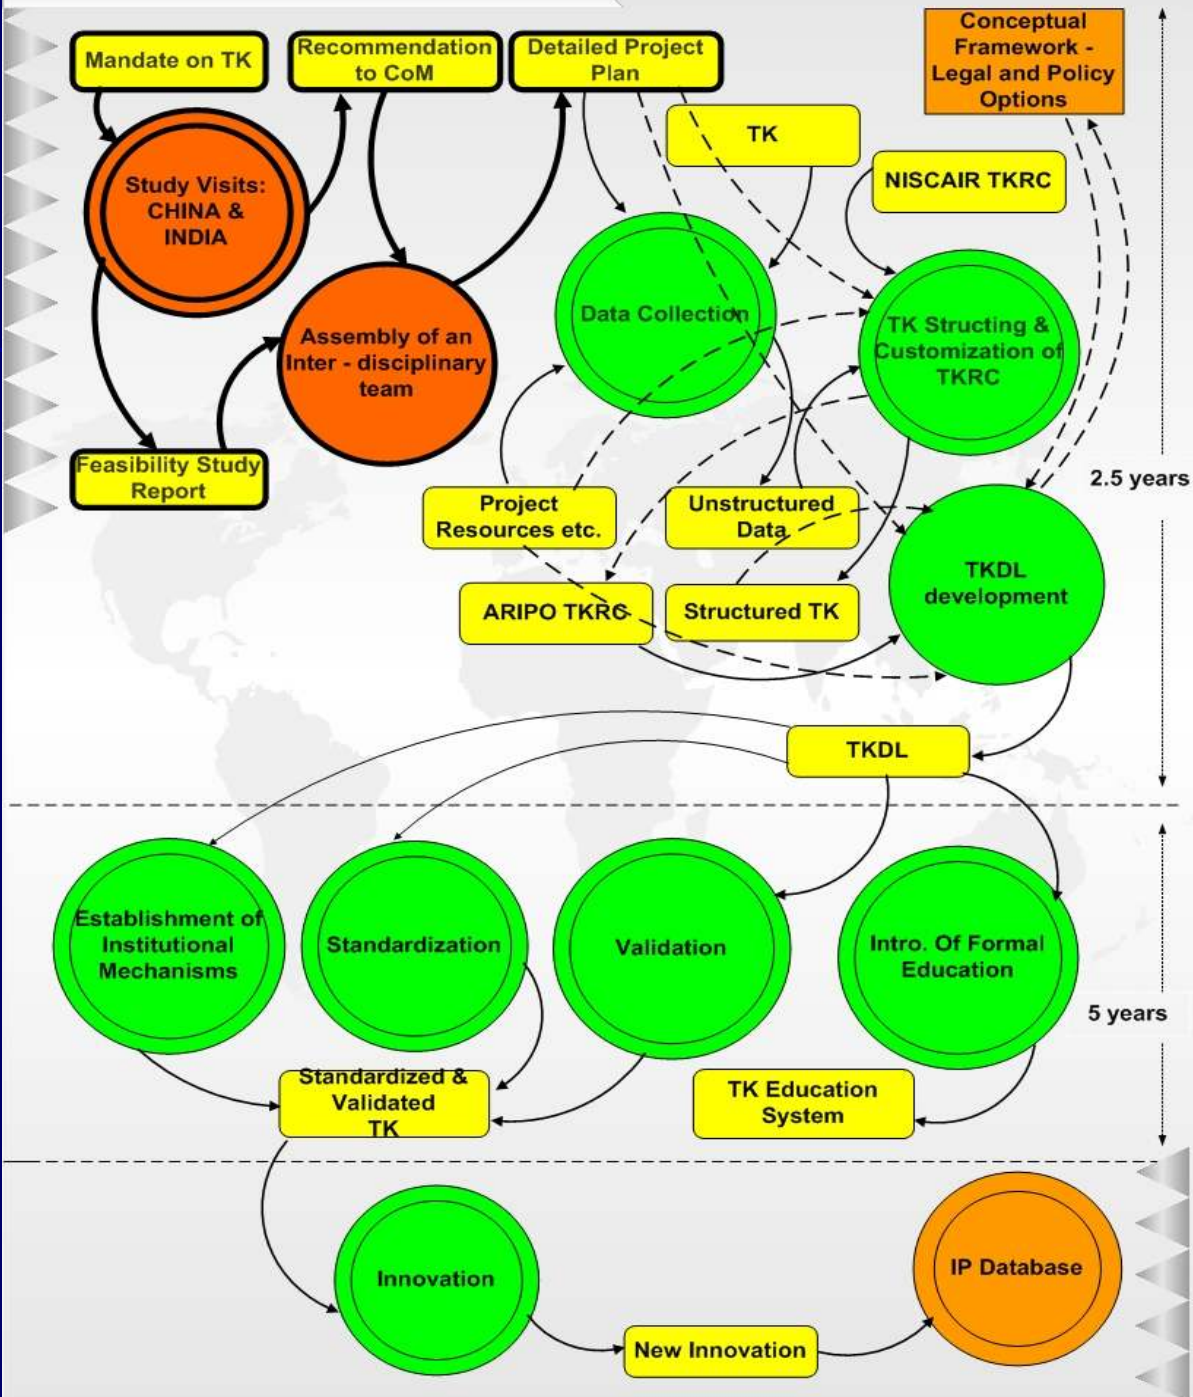 Mandate on TK
Recommendation
to CoM
Detailed Project
Plan
Conceptual
Framework -
Legal and Policy
Options
TK
NISCAIR TKRC
Study Visits:
CHINA &
INDIA
Assembly of an
Inter - disciplinary
team
Data Collection
TK Structing &
Customization of
TKRC
Feasibility Study
Report
2.5 years
Project
Resources etc.
Unstructured
Data
TKDL
development
ARIPO TKRC
Structured TK
TKDL
Establishment of
Institutional
Mechanisms
Standardization
Validation
Intro. Of Formal
Education
5 years
Standardized &
Validated
TK
TK Education
System
Innovation
IP Database
New Innovation